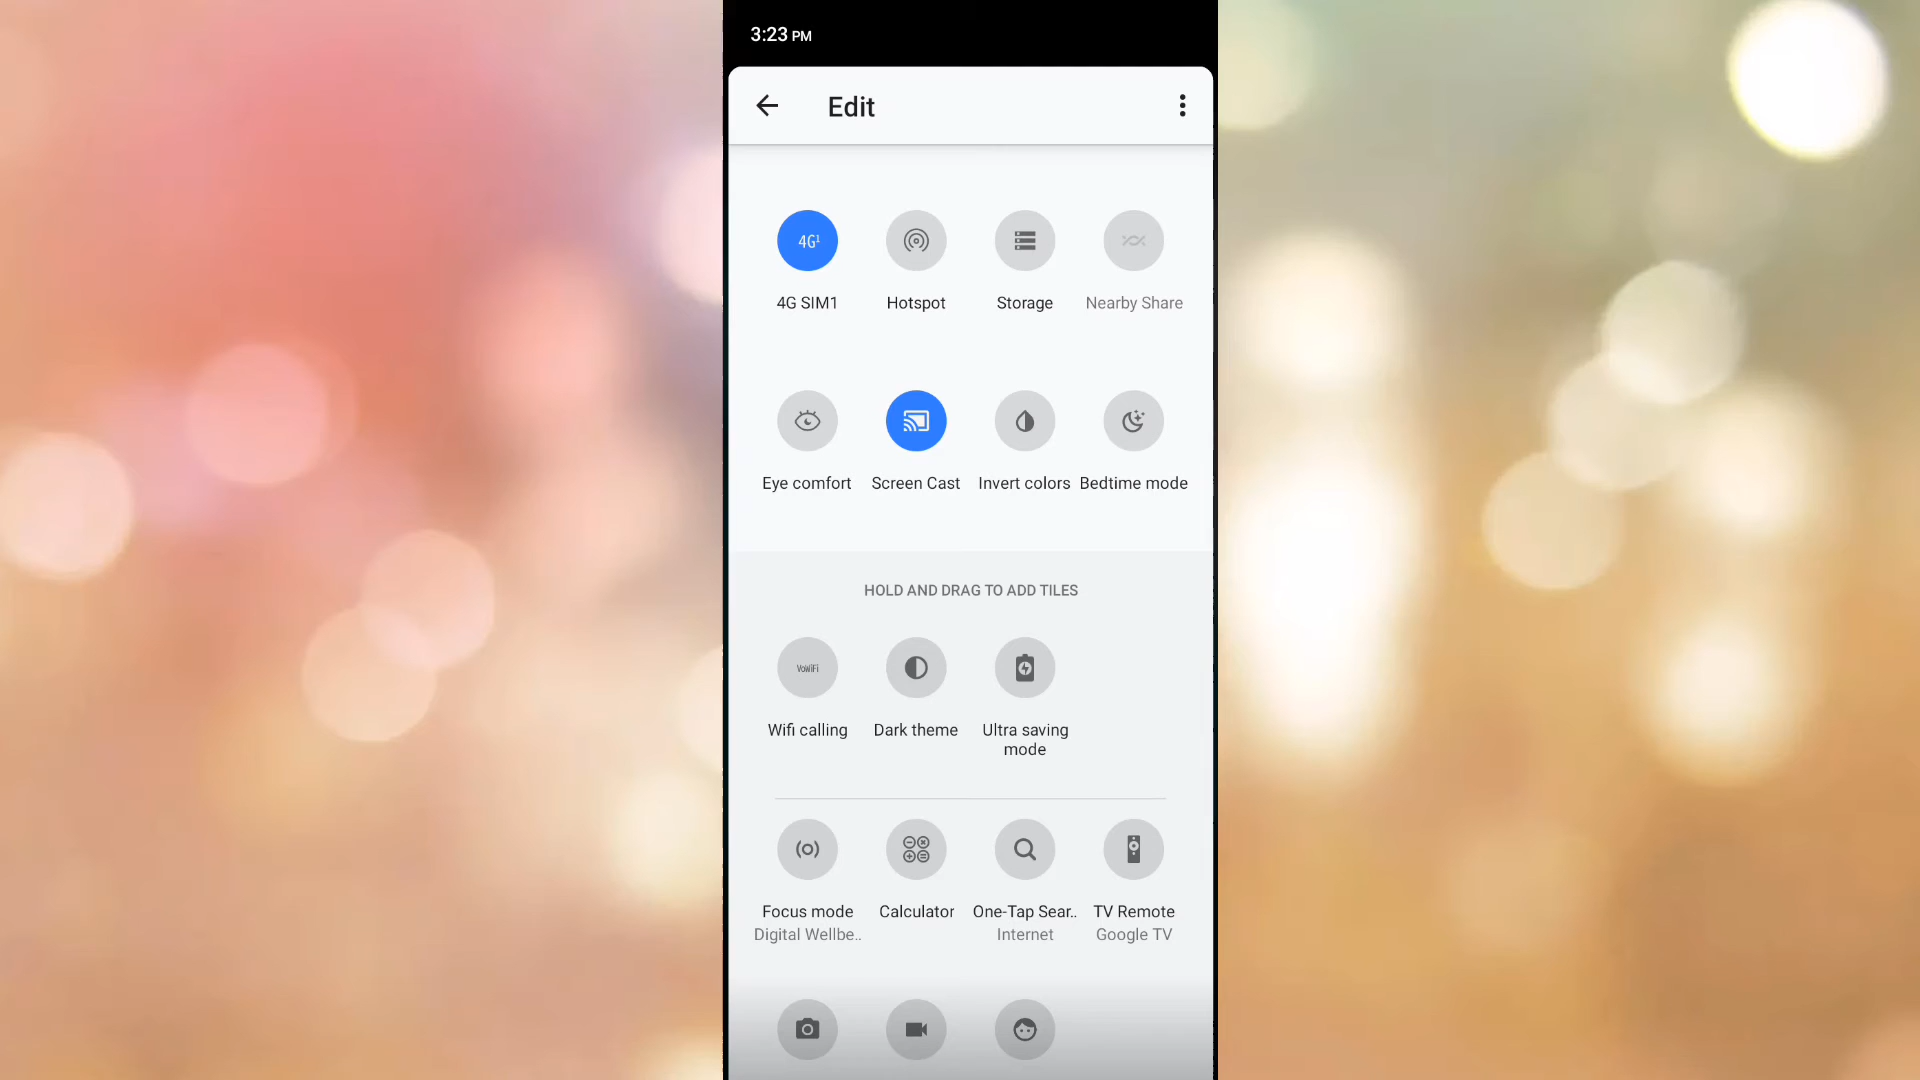 3:23 PM
Edit
4G¹
4G SIM1 Hotspot Storage Nearby Share
Eye comfort Screen Cast Invert colors Bedtime mode
HOLD AND DRAG TO ADD TILES
VoWiFi
Wifi calling Dark theme Ultra saving
mode
Focus mode Calculator One-Tap Sear.. TV Remote
Digital Wellbe.. Internet Google TV